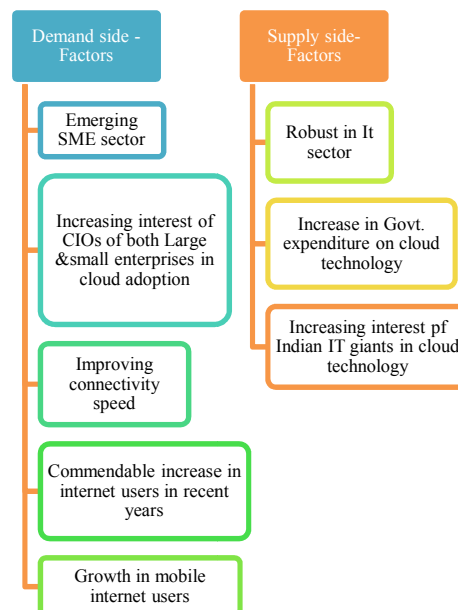 Demand side -
Factors
Emerging
SME sector
Increasing interest of
CIOs of both Large
&small enterprises in
cloud adoption
Improving
connectivity
speed
Commendable increase in
internet users in recent
years
Growth in mobile
internet users
Supply side-
Factors
Robust in It
sector
Increase in Govt.
expenditure on cloud
technology
Increasing interest pf
Indian IT giants in cloud
technology